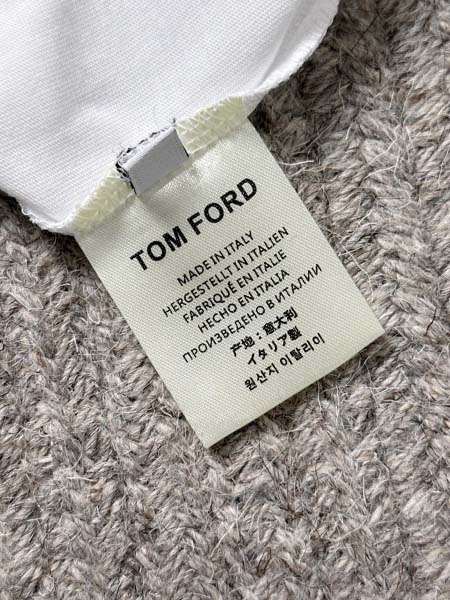 TOM FORD
MADE IN ITALY
HERGESTELLT IN ITALIEN
FABRIQUÉ EN ITALIE
HECHO EN ITALIA
ПРОИЗВЕДЕНО В ИТАЛИИ
产地：意大利
イタリア製
원산지 이탈리이